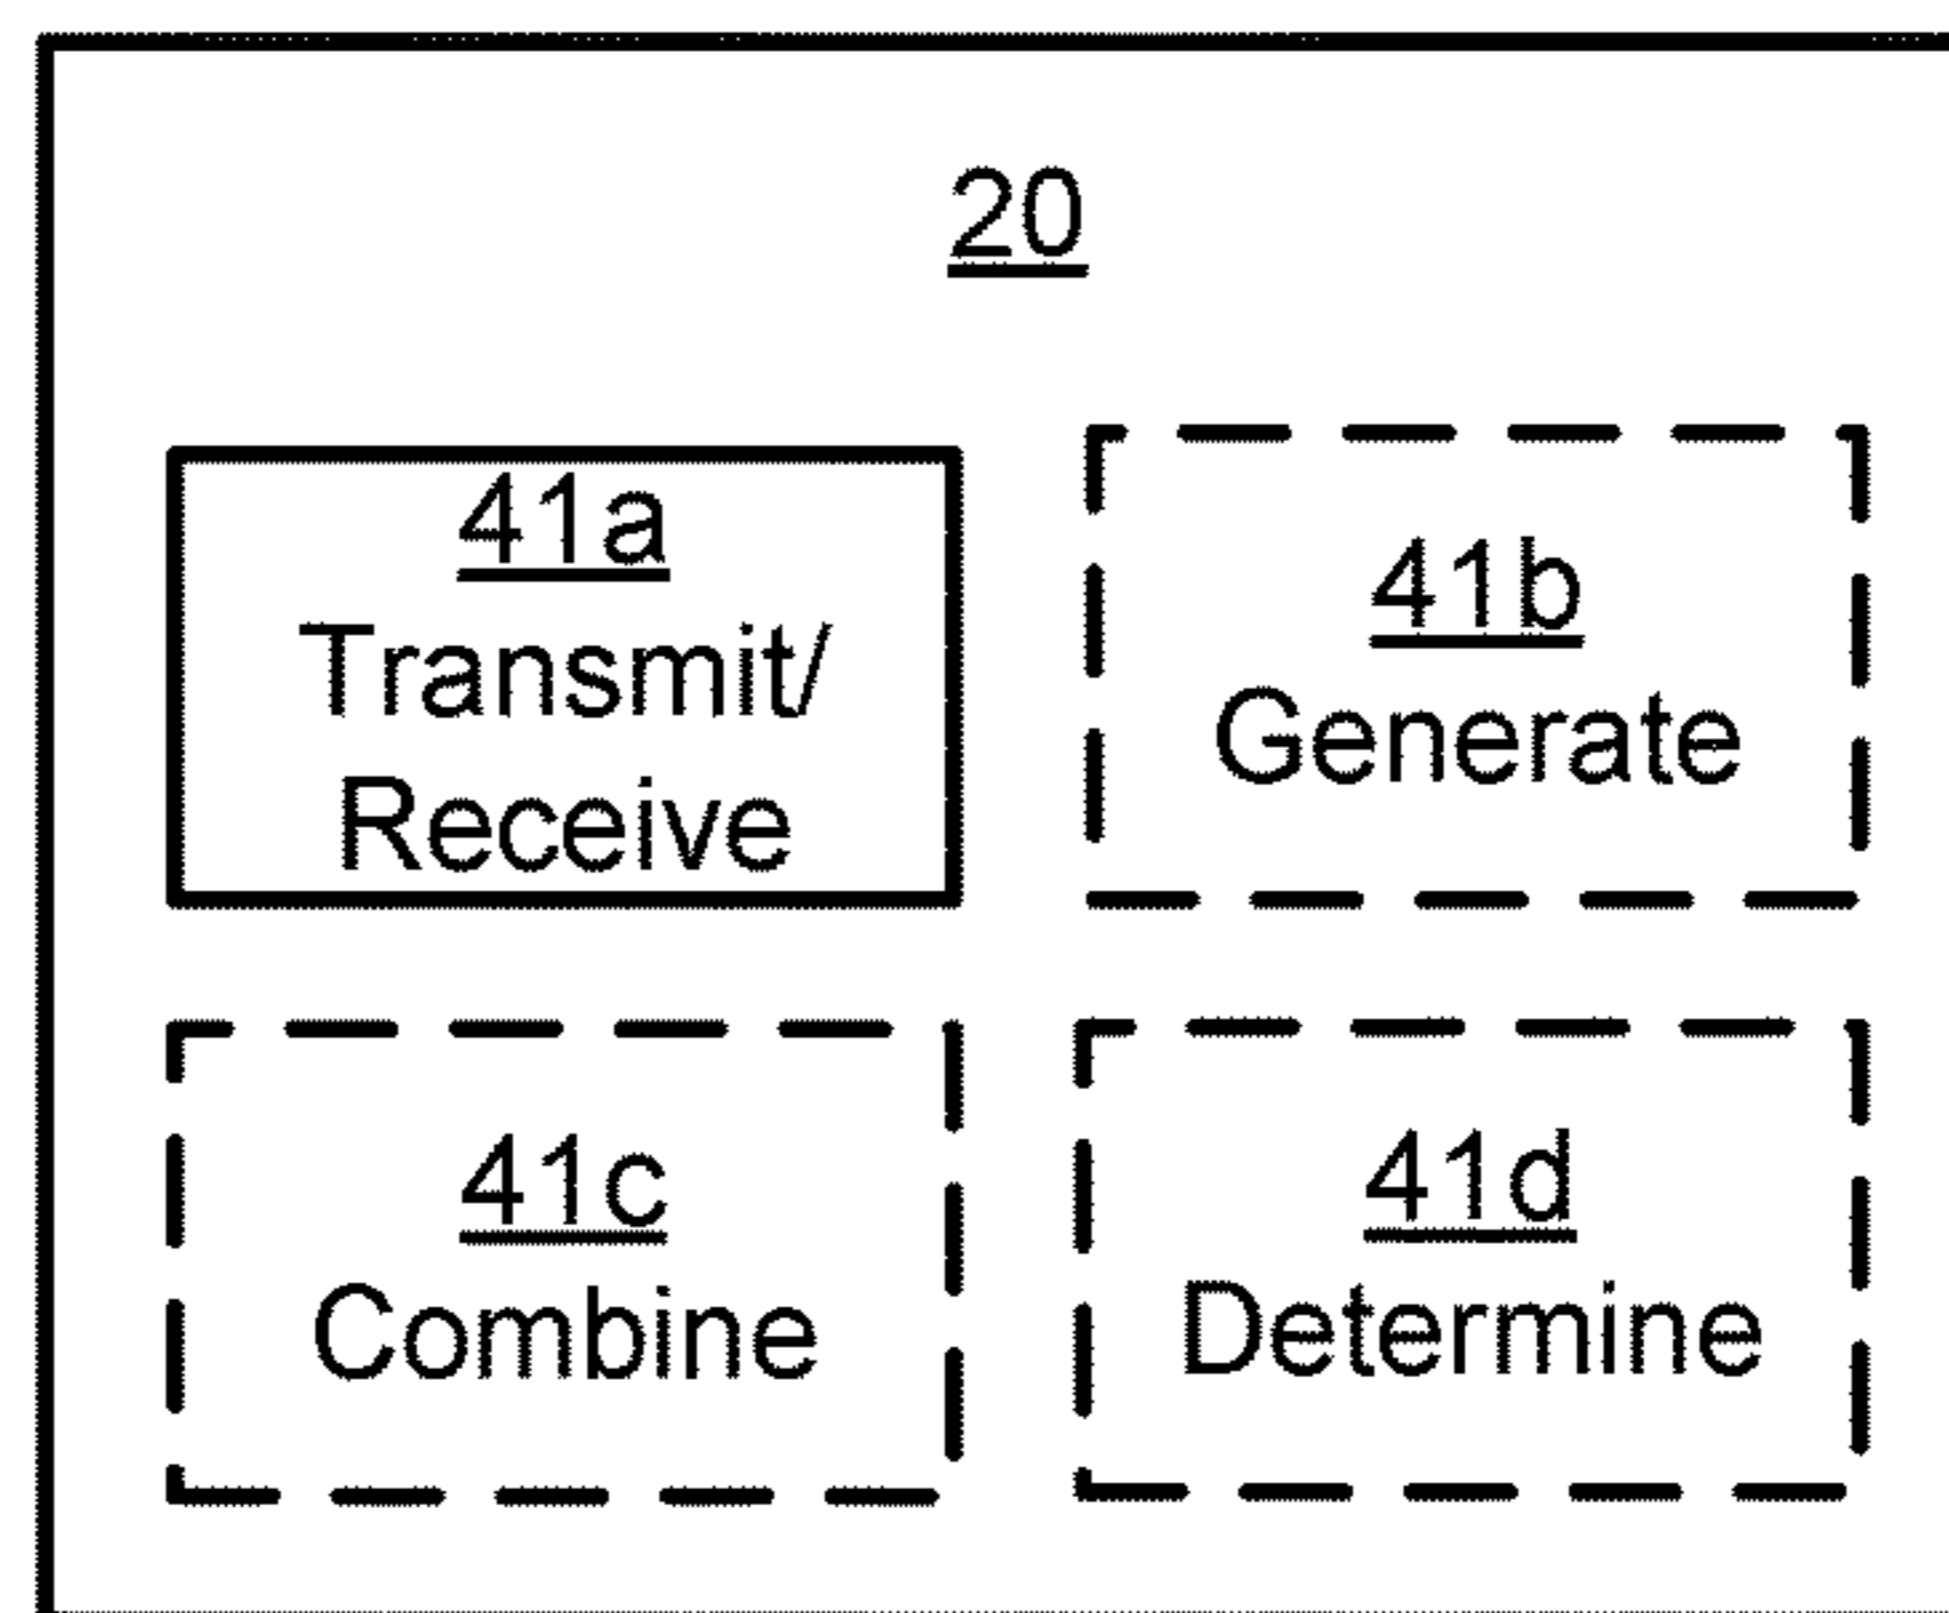 20
41a
Transmit/
Receive
41b
Generate
41c
Combine
41d
Determine